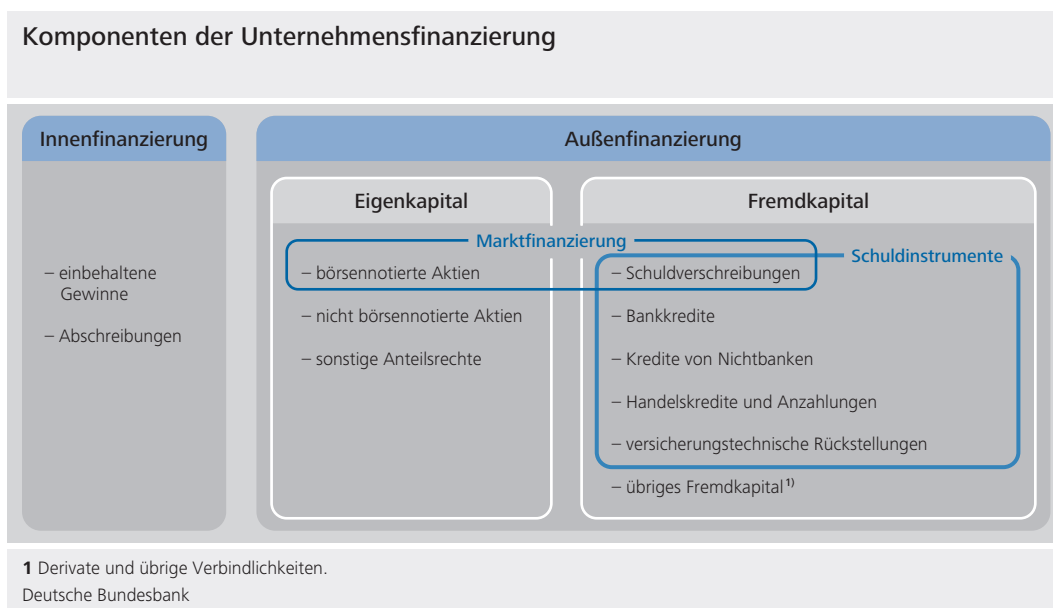 Komponenten der Unternehmensfinanzierung
Innenfinanzierung
– einbehaltene
Gewinne
– Abschreibungen
Außenfinanzierung
Eigenkapital
Fremdkapital
Marktfinanzierung
Schuldinstrumente
– börsennotierte Aktien
– nicht börsennotierte Aktien
– sonstige Anteilsrechte
– Schuldverschreibungen
– Bankkredite
– Kredite von Nichtbanken
– Handelskredite und Anzahlungen
– versicherungstechnische Rückstellungen
– übriges Fremdkapital 1)
1 Derivate und übrige Verbindlichkeiten.
Deutsche Bundesbank